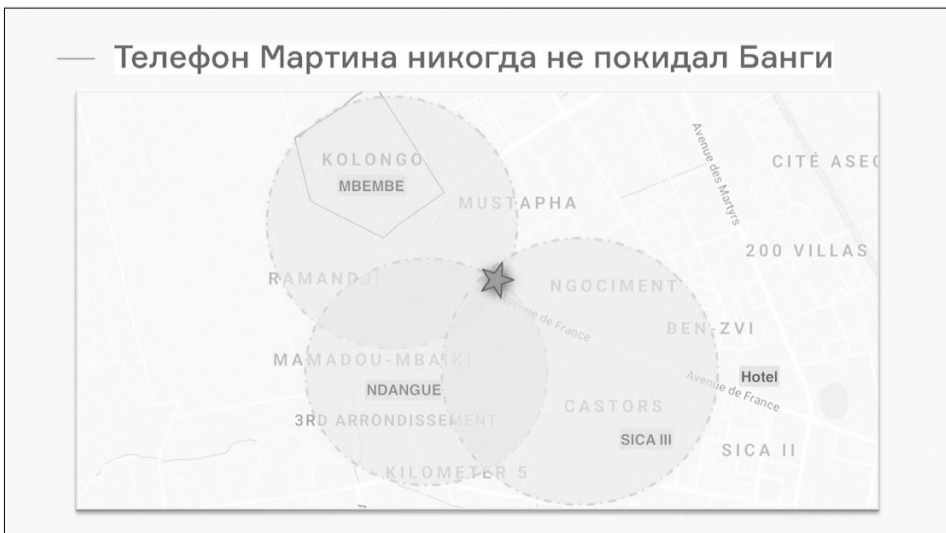 Телефон Мартина никогда не покидал Банги
KOLONGO
MBEMBE
Avenue des Martyrs
CITÉ ASEC
MUSTAPHA
200 VILLAS
RAMANDJI
NGOCIMENT
de France
BEN-ZVI
MAMADOU-MBAIKI
NDANGUE
Hotel
Avenue de France
3RD ARRONDISSEMENT
CASTORS
SICA III
SICA II
KILOMETER 5